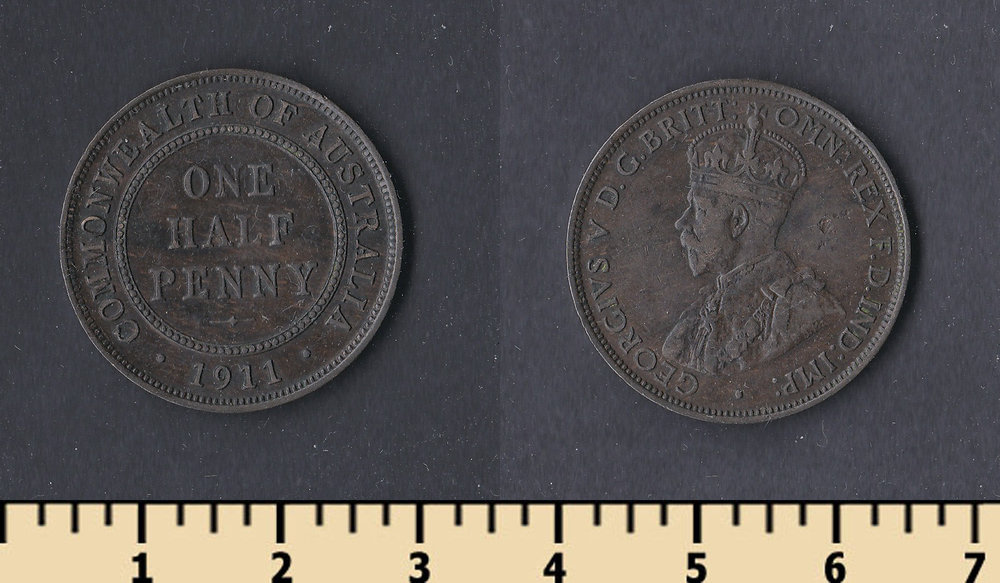 COMMONWEALTH OF AUSTRALIA
ONE
HALF
PENNY
· 1911 ·
GEORGIVS V D.G.BRITT: OMN:REX F.D.IND:IMP:
1 2 3 4 5 6 7